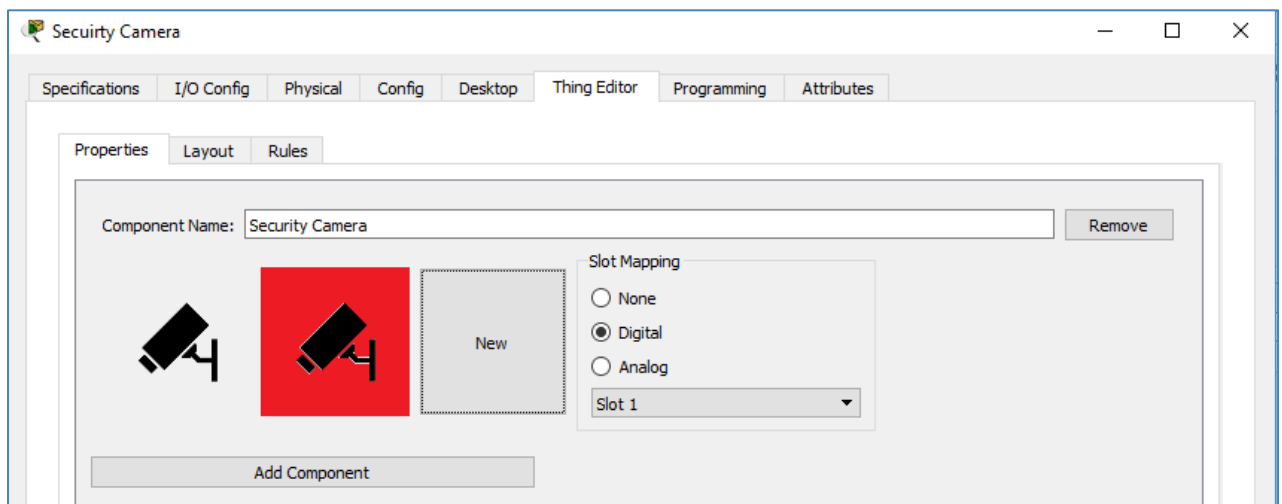 Secuirty Camera
Specifications I/O Config Physical Config Desktop Thing Editor Programming Attributes
Properties Layout Rules
Component Name: Security Camera Remove
Slot Mapping
None
Digital
New
Analog
Slot 1
Add Component